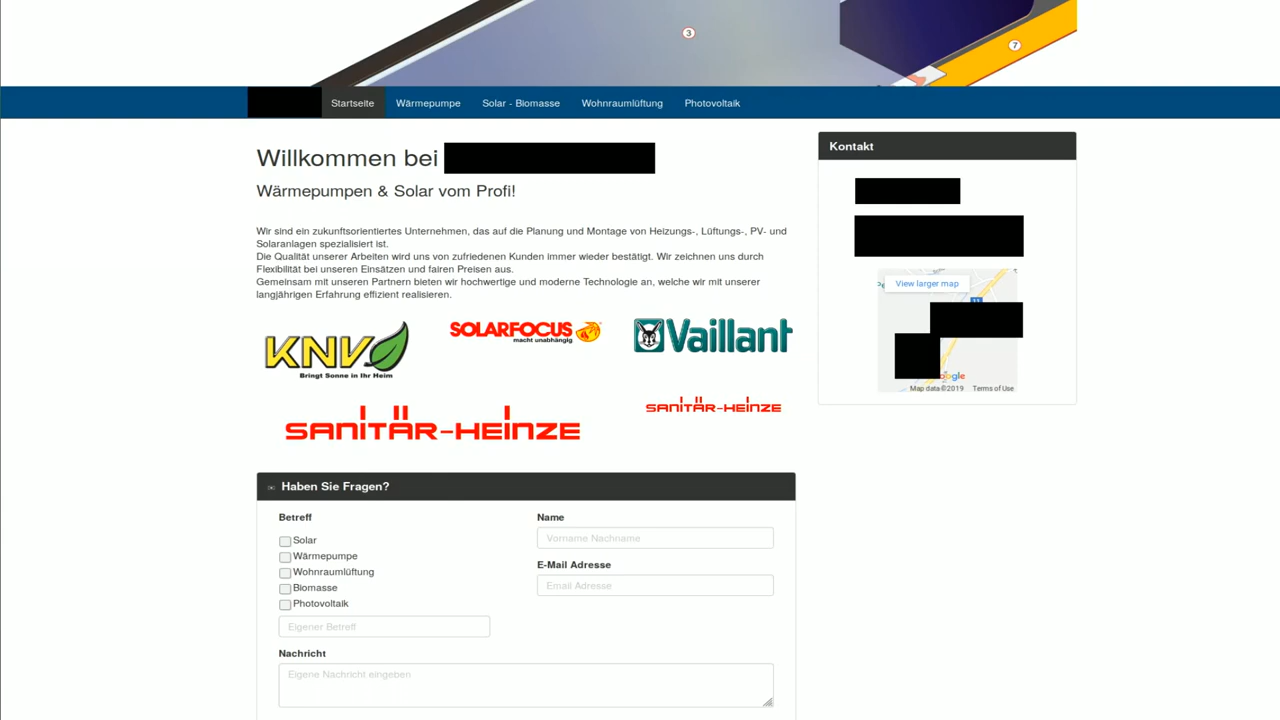 3
7
Startseite
Wärmepumpe
Solar - Biomasse
Wohnraumlüftung
Photovoltaik
Willkommen bei
Wärmepumpen & Solar vom Profi!
Wir sind ein zukunftsorientiertes Unternehmen, das auf die Planung und Montage von Heizungs-, Lüftungs-, PV- und
Solaranlagen spezialisiert ist.
Die Qualität unserer Arbeiten wird uns von zufriedenen Kunden immer wieder bestätigt. Wir zeichnen uns durch
Flexibilität bei unseren Einsätzen und fairen Preisen aus.
Gemeinsam mit unseren Partnern bieten wir hochwertige und moderne Technologie an, welche wir mit unserer
langjährigen Erfahrung effizient realisieren.
KNV
Bringt Sonne in Ihr Heim
SOLARFOCUS
macht unabhängig
Vaillant
SANITÄR-HEINZE
SANITÄR-HEINZE
Kontakt
View larger map
Map data ©2019 Terms of Use
Haben Sie Fragen?
Betreff
Solar
Wärmepumpe
Wohnraumlüftung
Biomasse
Photovoltaik
Eigener Betreff
Name
Vorname Nachname
E-Mail Adresse
Email Adresse
Nachricht
Eigene Nachricht eingeben